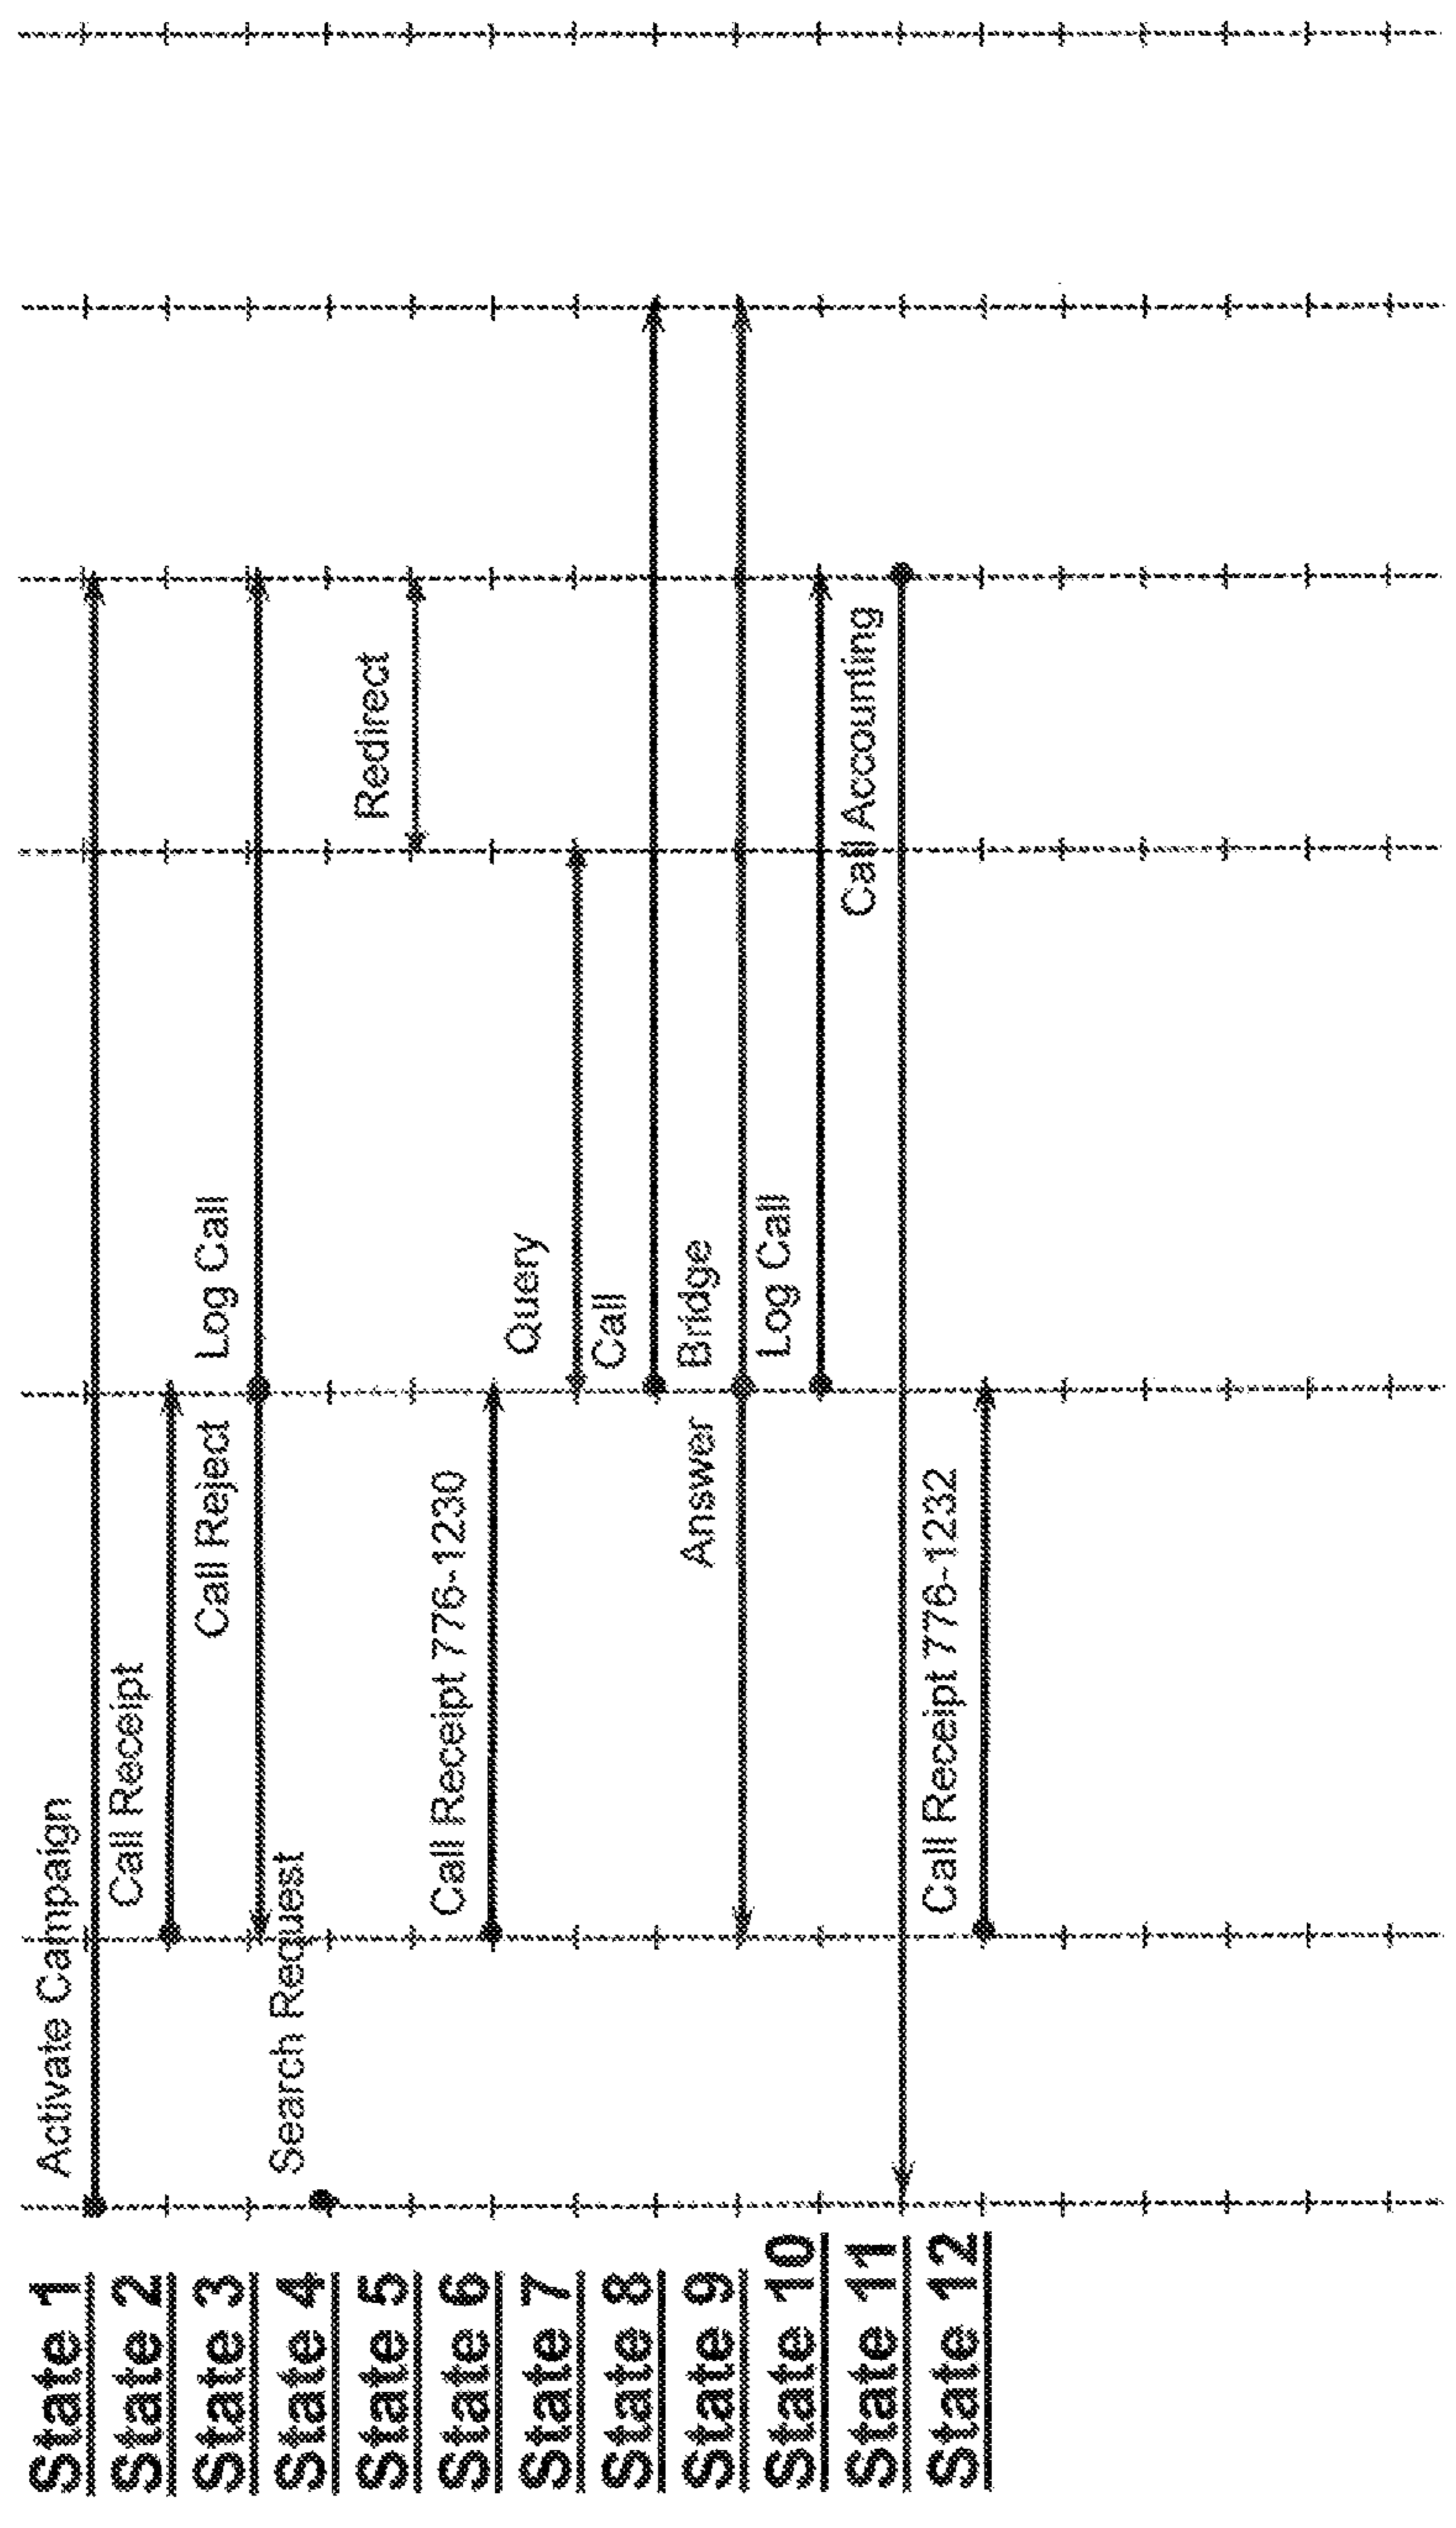 State 1
Activate Campaign
State 2
Call Receipt
State 3
Call Reject
Log Call
State 4
Search Request
State 5
Redirect
State 6
Call Receipt 776-1230
State 7
Query
State 8
Call
State 9
Answer
Bridge
State 10
Log Call
State 11
Call Accounting
State 12
Call Receipt 776-1232